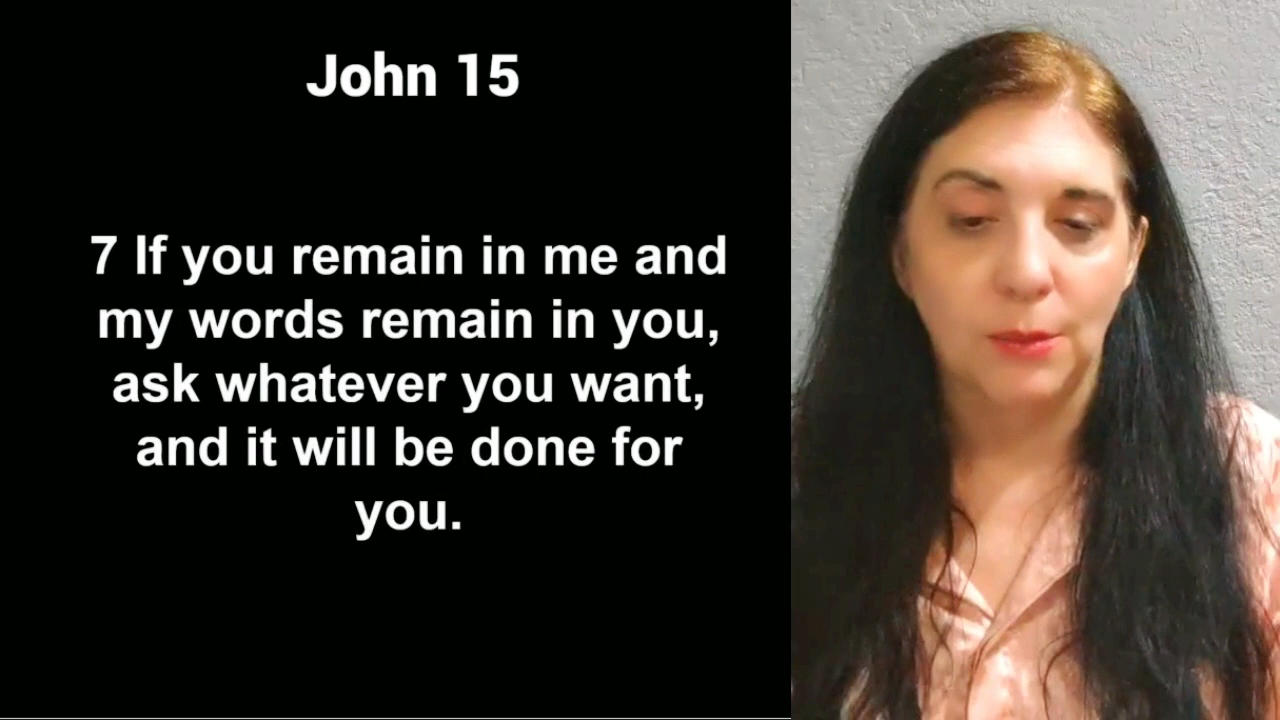 John 15
7 If you remain in me and
my words remain in you,
ask whatever you want,
and it will be done for
you.